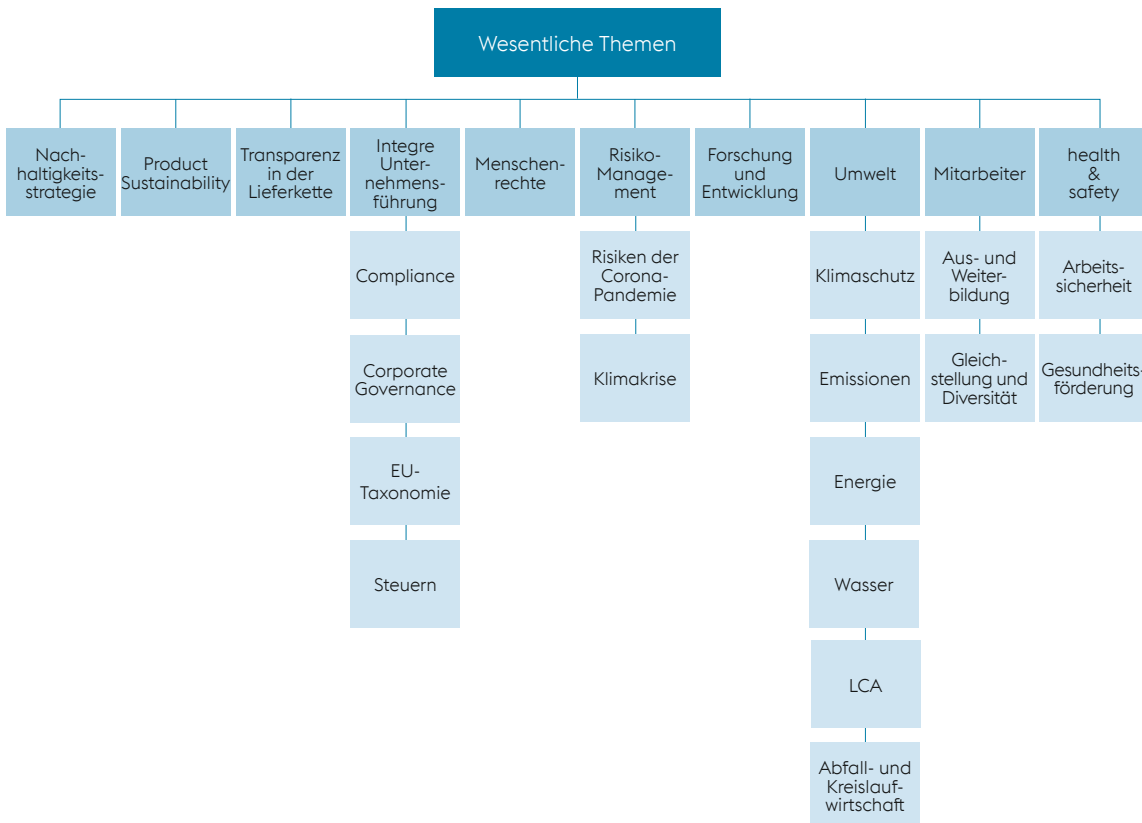 Wesentliche Themen
Nach-
haltigkeits-
strategie
Product
Sustainability
Transparenz
in der
Lieferkette
Integre
Unter-
nehmens-
führung
Menschen-
rechte
Risiko-
Manage-
ment
Forschung
und
Entwicklung
Umwelt
Mitarbeiter
health
&
safety
Compliance
Corporate
Governance
EU-
Taxonomie
Steuern
Risiken der
Corona-
Pandemie
Klimakrise
Klimaschutz
Emissionen
Energie
Wasser
LCA
Abfall- und
Kreislauf-
wirtschaft
Aus- und
Weiter-
bildung
Gleich-
stellung und
Diversität
Arbeits-
sicherheit
Gesundheits-
förderung